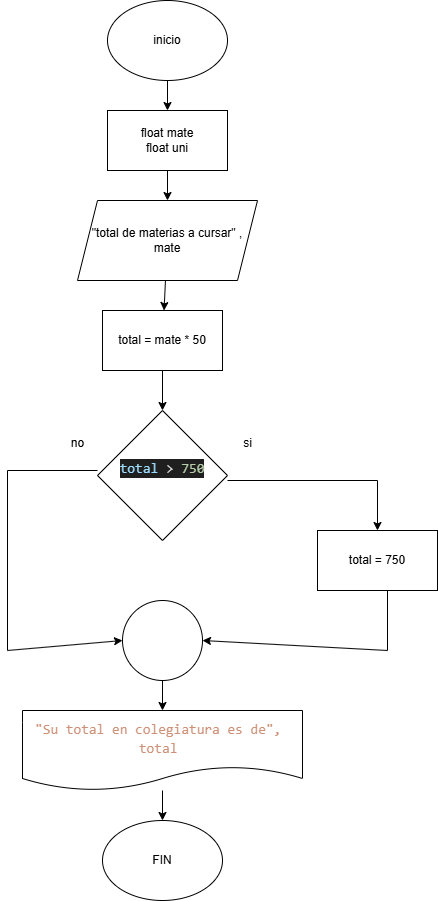 inicio
float mate
float uni
"total de materias a cursar" ,
mate
total = mate * 50
no
si
total > 750
total = 750
"Su total en colegiatura es de",
total
FIN